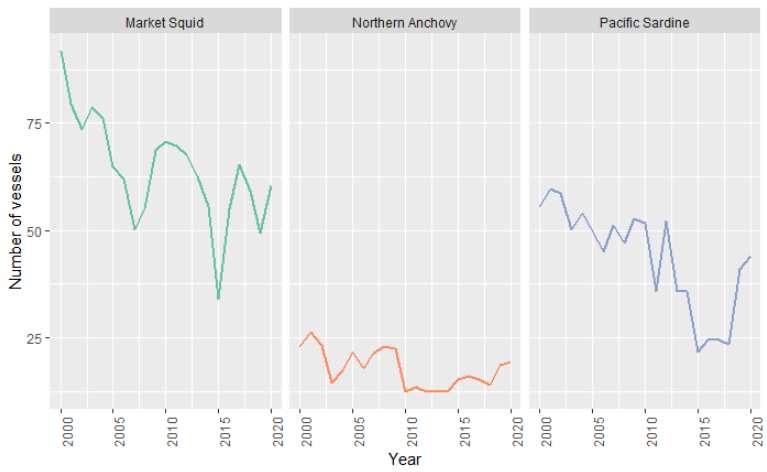 Market Squid Northern Anchovy Pacific Sardine
Number of vessels
75
50
25
2000 2005 2010 2015 2020 2000 2005 2010 2015 2020 2000 2005 2010 2015 2020
Year